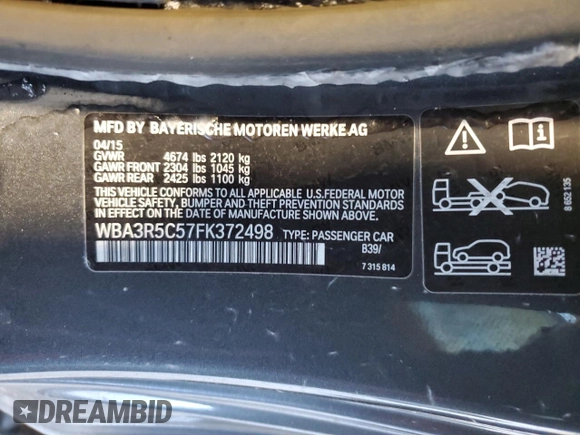 MFD BY BAYERISCHE MOTOREN WERKE AG
04/15
GVWR 4674 lbs 2120 kg
GAWR FRONT 2304 lbs 1045 kg
GAWR REAR 2425 lbs 1100 kg
THIS VEHICLE CONFORMS TO ALL APPLICABLE U.S.FEDERAL MOTOR
VEHICLE SAFETY, BUMPER AND THEFT PREVENTION STANDARDS
IN EFFECT ON THE DATE OF MANUFACTURE SHOWN ABOVE.
WBA3R5C57FK372498 TYPE: PASSENGER CAR
B39/
7 315 814
8 652 135
DREAMBID